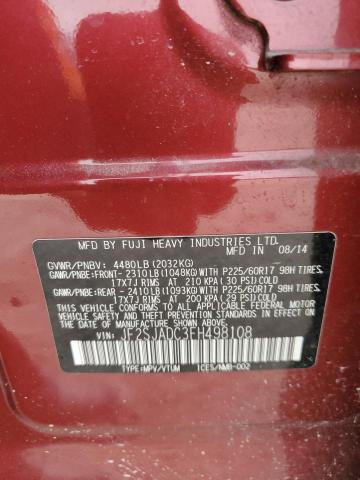 MFD BY FUJI HEAVY INDUSTRIES LTD.
MFD IN 08/14
GVWR/PNBV: 4480LB (2032KG)
GAWR/PNBE: FRONT- 2310LB (1048KG) WITH P225/60R17 98H TIRES,
17X7J RIMS AT 210 KPA (30 PSI) COLD
GAWR/PNBE: REAR - 2410LB (1093KG) WITH P225/60R17 98H TIRES,
17X7J RIMS AT 200 KPA (29 PSI) COLD
THIS VEHICLE CONFORMS TO ALL APPLICABLE FEDERAL
MOTOR VEHICLE SAFETY STANDARDS IN EFFECT ON THE
DATE OF MANUFACTURE SHOWN ABOVE.
VIN: JF2SJADC3FH498108
TYPE: MPV/VTUM ICES/NMB-002